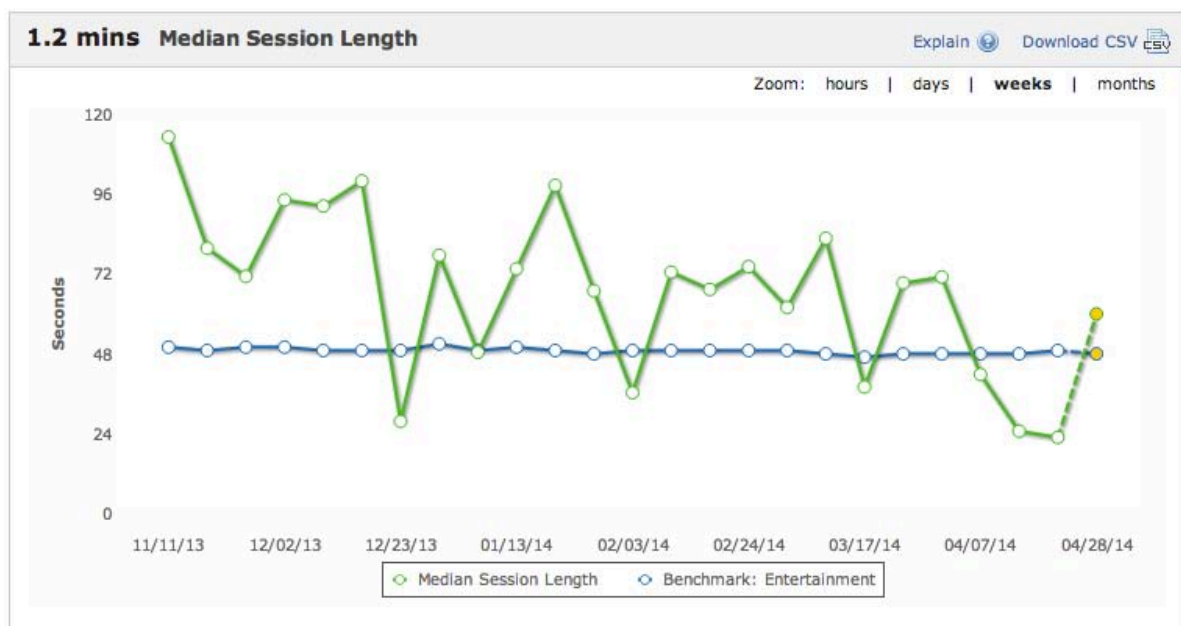 1.2 mins Median Session Length Explain Download CSV CSV
Zoom: hours | days | weeks | months
120
96
72
48
24
0
Seconds
11/11/13 12/02/13 12/23/13 01/13/14 02/03/14 02/24/14 03/17/14 04/07/14 04/28/14
Median Session Length Benchmark: Entertainment